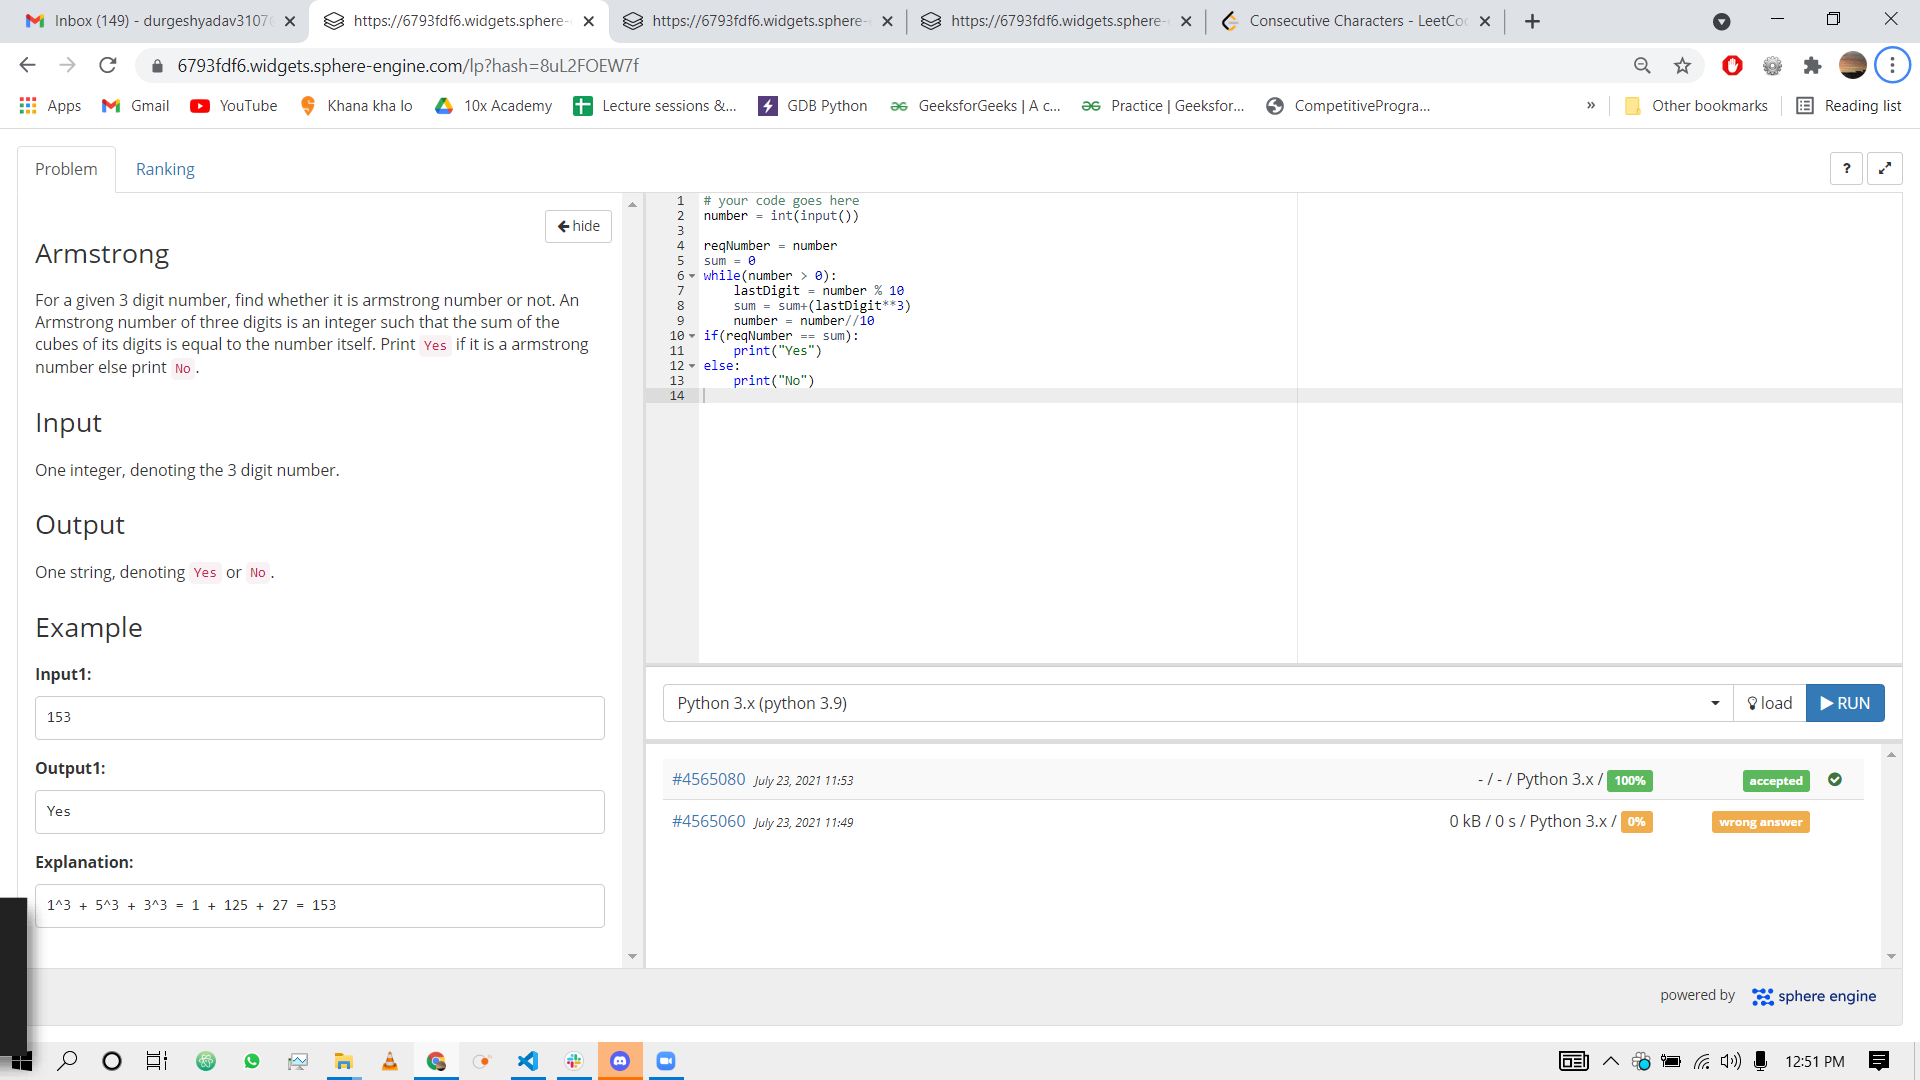 Inbox (149) - durgeshyadav3107
https://6793fdf6.widgets.sphere-
https://6793fdf6.widgets.sphere-
https://6793fdf6.widgets.sphere-
Consecutive Characters - LeetCo
6793fdf6.widgets.sphere-engine.com/lp?hash=8uL2FOEW7f
Apps
Gmail
YouTube
Khana kha lo
10x Academy
Lecture sessions &...
GDB Python
GeeksforGeeks | A c...
Practice | Geeksfor...
CompetitiveProgra...
»
Other bookmarks
Reading list
Problem
Ranking
?
hide
Armstrong
For a given 3 digit number, find whether it is armstrong number or not. An
Armstrong number of three digits is an integer such that the sum of the
cubes of its digits is equal to the number itself. Print Yes if it is a armstrong
number else print No .
Input
One integer, denoting the 3 digit number.
Output
One string, denoting Yes or No .
Example
Input1:
153
Output1:
Yes
Explanation:
1^3 + 5^3 + 3^3 = 1 + 125 + 27 = 153
1 # your code goes here
2 number = int(input())
3
4 reqNumber = number
5 sum = 0
6 while(number > 0):
7 lastDigit = number % 10
8 sum = sum+(lastDigit**3)
9 number = number//10
10 if(reqNumber == sum):
11 print("Yes")
12 else:
13 print("No")
14
Python 3.x (python 3.9)
load
RUN
#4565080 July 23, 2021 11:53 - / - / Python 3.x / 100% accepted
#4565060 July 23, 2021 11:49 0 kB / 0 s / Python 3.x / 0% wrong answer
powered by sphere engine
12:51 PM